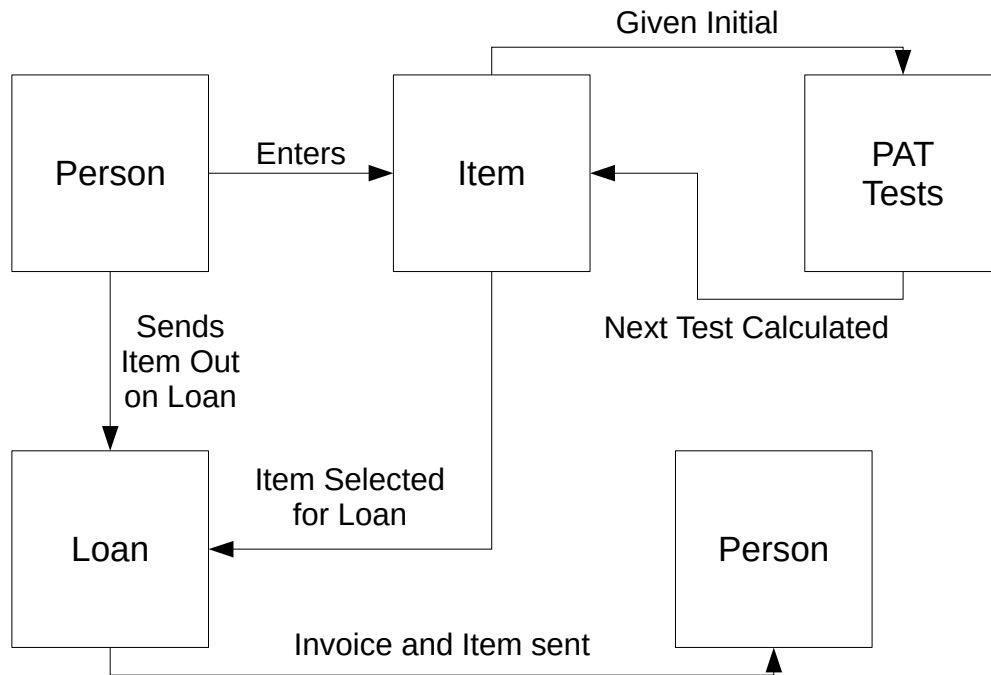 Given Initial
Person
Enters
Item
PAT
Tests
Next Test Calculated
Sends
Item Out
on Loan
Item Selected
for Loan
Loan
Person
Invoice and Item sent